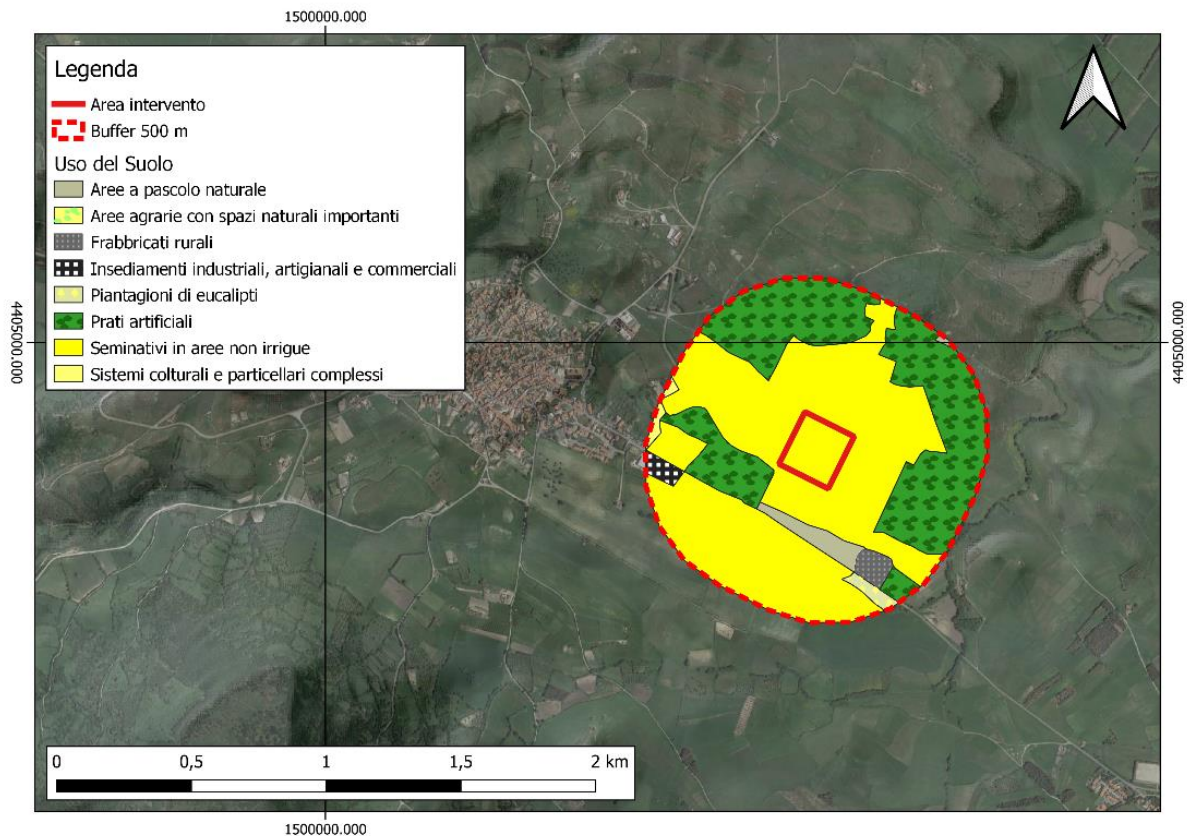 1500000.000
Legenda
Area intervento
Buffer 500 m
Uso del Suolo
Aree a pascolo naturale
Aree agrarie con spazi naturali importanti
Frabbricati rurali
Insediamenti industriali, artigianali e commerciali
Piantagioni di eucalipti
Prati artificiali
Seminativi in aree non irrigue
Sistemi colturali e particellari complessi
4405000.000
4405000.000
0 0,5 1 1,5 2 km
1500000.000